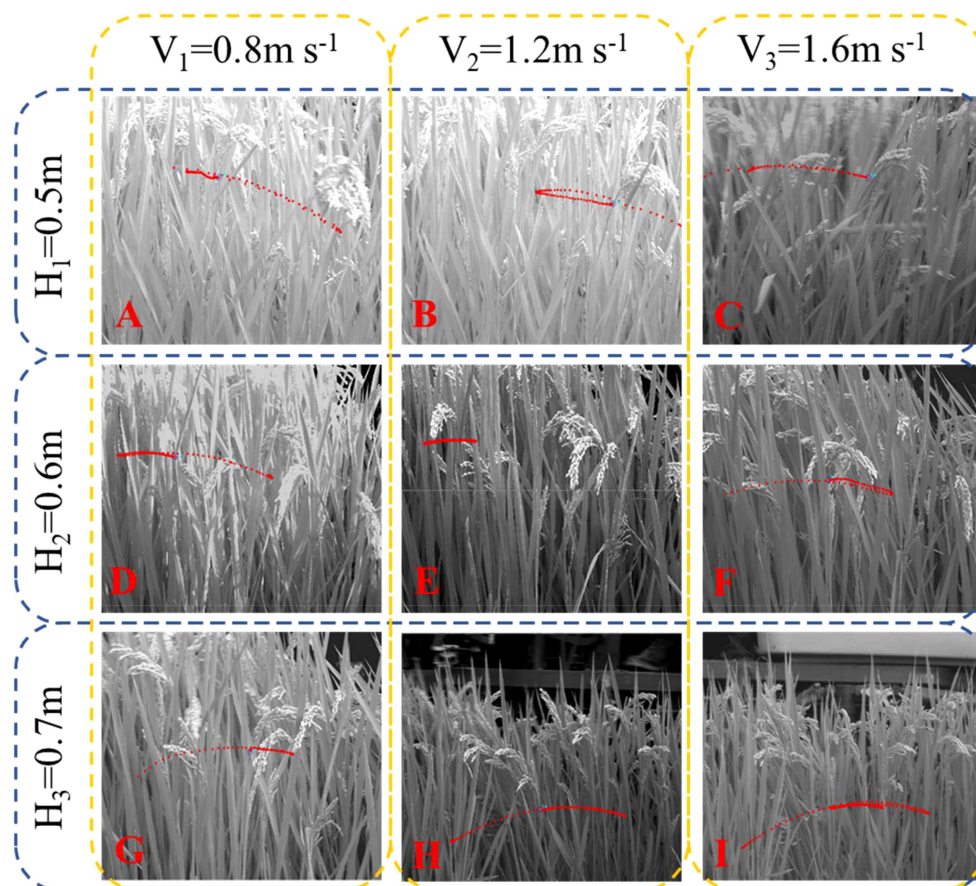 V₁=0.8m s⁻¹
V₂=1.2m s⁻¹
V₃=1.6m s⁻¹
H₁=0.5m
A
B
C
H₂=0.6m
D
E
F
H₃=0.7m
G
H
I